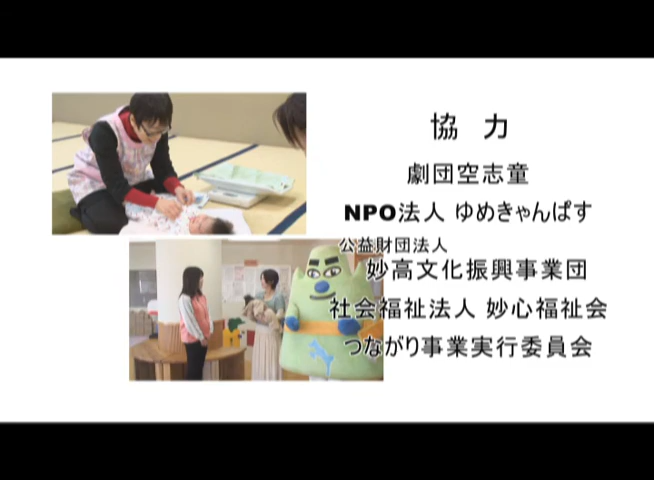 協 力
劇団空志童
NPO法人 ゆめきゃんぱす
公益財団法人
妙高文化振興事業団
社会福祉法人 妙心福祉会
つながり事業実行委員会